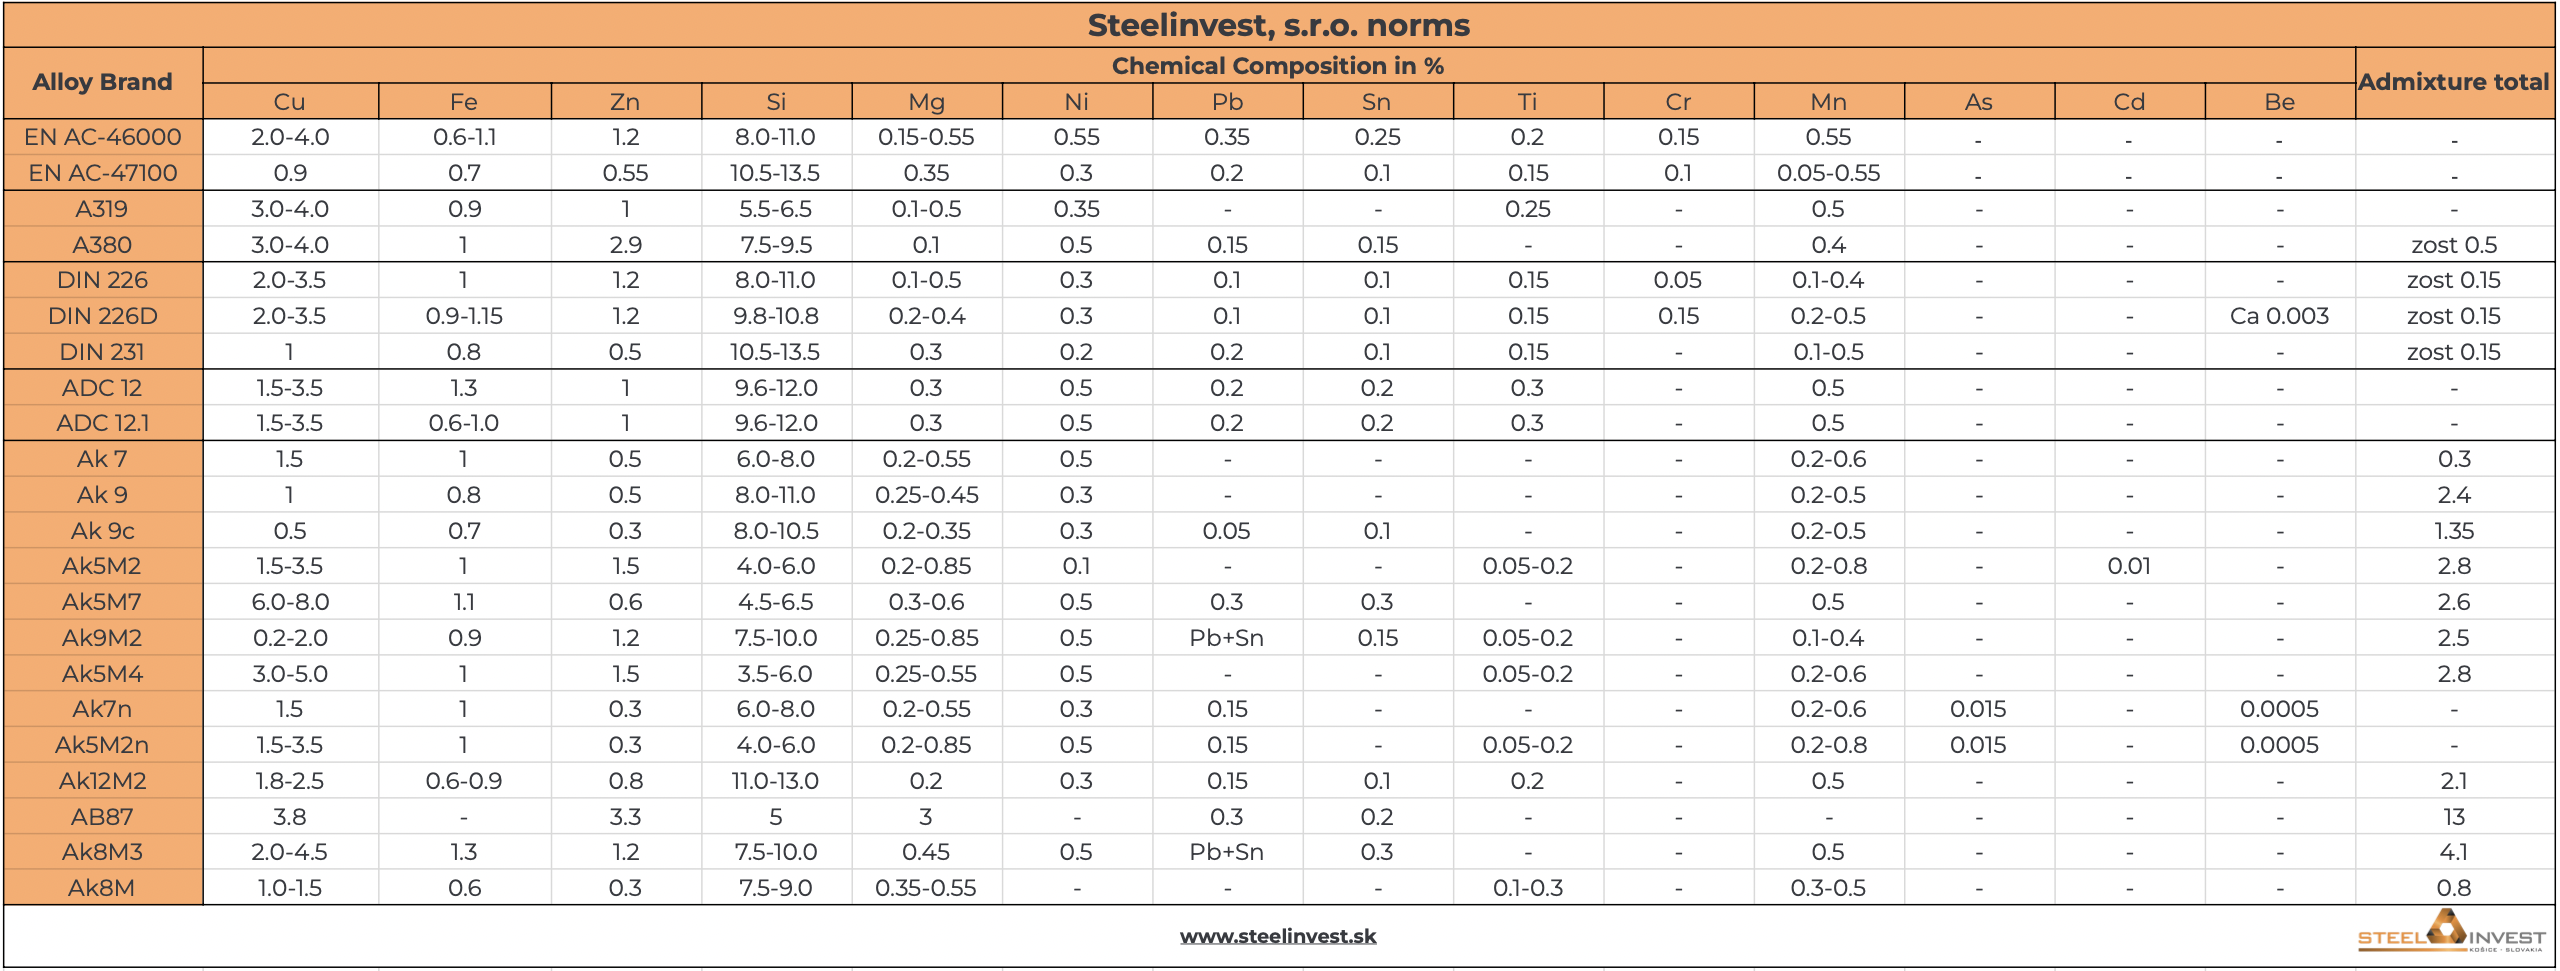 Steelinvest, s.r.o. norms
Alloy Brand Chemical Composition in % Admixture total
Cu Fe Zn Si Mg Ni Pb Sn Ti Cr Mn As Cd Be
EN AC-46000 2.0-4.0 0.6-1.1 1.2 8.0-11.0 0.15-0.55 0.55 0.35 0.25 0.2 0.15 0.55 - - - -
EN AC-47100 0.9 0.7 0.55 10.5-13.5 0.35 0.3 0.2 0.1 0.15 0.1 0.05-0.55 - - - -
A319 3.0-4.0 0.9 1 5.5-6.5 0.1-0.5 0.35 - - 0.25 - 0.5 - - - -
A380 3.0-4.0 1 2.9 7.5-9.5 0.1 0.5 0.15 0.15 - - 0.4 - - - zost 0.5
DIN 226 2.0-3.5 1 1.2 8.0-11.0 0.1-0.5 0.3 0.1 0.1 0.15 0.05 0.1-0.4 - - - zost 0.15
DIN 226D 2.0-3.5 0.9-1.15 1.2 9.8-10.8 0.2-0.4 0.3 0.1 0.1 0.15 0.15 0.2-0.5 - - Ca 0.003 zost 0.15
DIN 231 1 0.8 0.5 10.5-13.5 0.3 0.2 0.2 0.1 0.15 - 0.1-0.5 - - - zost 0.15
ADC 12 1.5-3.5 1.3 1 9.6-12.0 0.3 0.5 0.2 0.2 0.3 - 0.5 - - - -
ADC 12.1 1.5-3.5 0.6-1.0 1 9.6-12.0 0.3 0.5 0.2 0.2 0.3 - 0.5 - - - -
Ak 7 1.5 1 0.5 6.0-8.0 0.2-0.55 0.5 - - - - 0.2-0.6 - - - 0.3
Ak 9 1 0.8 0.5 8.0-11.0 0.25-0.45 0.3 - - - - 0.2-0.5 - - - 2.4
Ak 9c 0.5 0.7 0.3 8.0-10.5 0.2-0.35 0.3 0.05 0.1 - - 0.2-0.5 - - - 1.35
Ak5M2 1.5-3.5 1 1.5 4.0-6.0 0.2-0.85 0.1 - - 0.05-0.2 - 0.2-0.8 - 0.01 - 2.8
Ak5M7 6.0-8.0 1.1 0.6 4.5-6.5 0.3-0.6 0.5 0.3 0.3 - - 0.5 - - - 2.6
Ak9M2 0.2-2.0 0.9 1.2 7.5-10.0 0.25-0.85 0.5 Pb+Sn 0.15 0.05-0.2 - 0.1-0.4 - - - 2.5
Ak5M4 3.0-5.0 1 1.5 3.5-6.0 0.25-0.55 0.5 - - 0.05-0.2 - 0.2-0.6 - - - 2.8
Ak7n 1.5 1 0.3 6.0-8.0 0.2-0.55 0.3 0.15 - - - 0.2-0.6 0.015 - 0.0005 -
Ak5M2n 1.5-3.5 1 0.3 4.0-6.0 0.2-0.85 0.5 0.15 - 0.05-0.2 - 0.2-0.8 0.015 - 0.0005 -
Ak12M2 1.8-2.5 0.6-0.9 0.8 11.0-13.0 0.2 0.3 0.15 0.1 0.2 - 0.5 - - - 2.1
AB87 3.8 - 3.3 5 3 - 0.3 0.2 - - - - - - 13
Ak8M3 2.0-4.5 1.3 1.2 7.5-10.0 0.45 0.5 Pb+Sn 0.3 - - 0.5 - - - 4.1
Ak8M 1.0-1.5 0.6 0.3 7.5-9.0 0.35-0.55 - - - 0.1-0.3 - 0.3-0.5 - - - 0.8
www.steelinvest.sk
STEEL INVEST
KOŠICE - SLOVAKIA